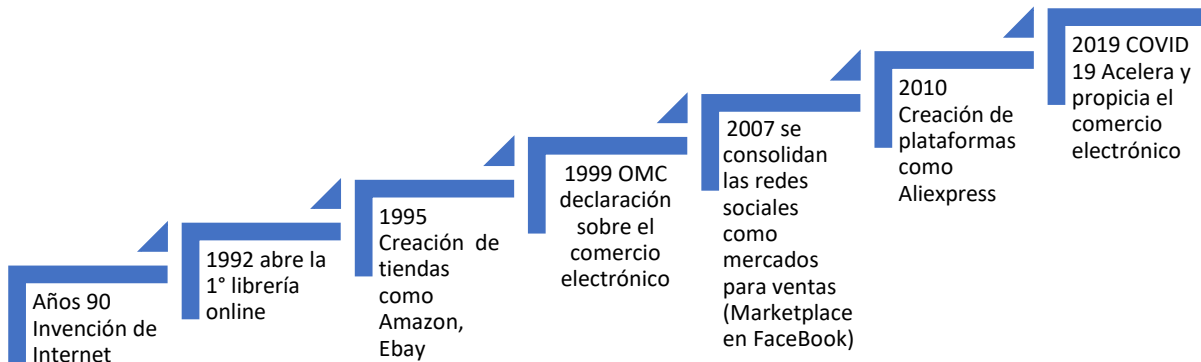 Años 90
Invención de
Internet
1992 abre la
1° librería
online
1995
Creación de
tiendas
como
Amazon,
Ebay
1999 OMC
declaración
sobre el
comercio
electrónico
2007 se
consolidan
las redes
sociales
como
mercados
para ventas
(Marketplace
en FaceBook)
2010
Creación de
plataformas
como
Aliexpress
2019 COVID
19 Acelera y
propicia el
comercio
electrónico